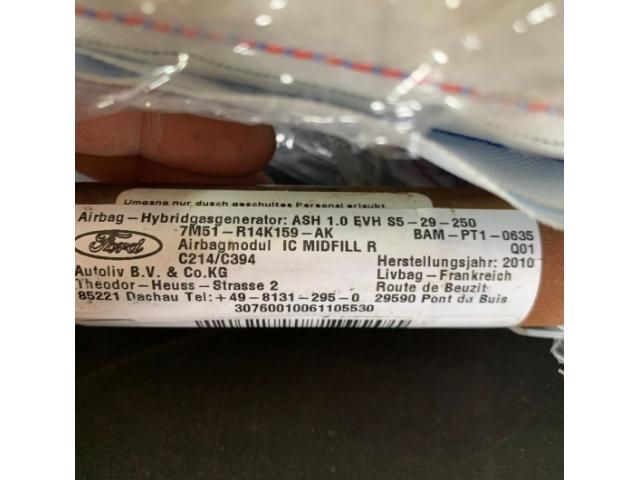 Umgang nur dusch geschultes Personal erlaubt.
Airbag-Hybridgasgenerator: ASH 1.0 EVH S5-29-250
7M51-R14K159-AK BAM-PT1-0635
Ford Airbagmodul IC MIDFILL R Q01
C214/C394 Herstellungsjahr: 2010
Autoliv B.V. & Co.KG Livbag-Frankreich
Theodor-Heuss-Strasse 2 Route de Beuzit
85221 Dachau Tel:+49-8131-295-0 29590 Pont du Buis
30760010061105530